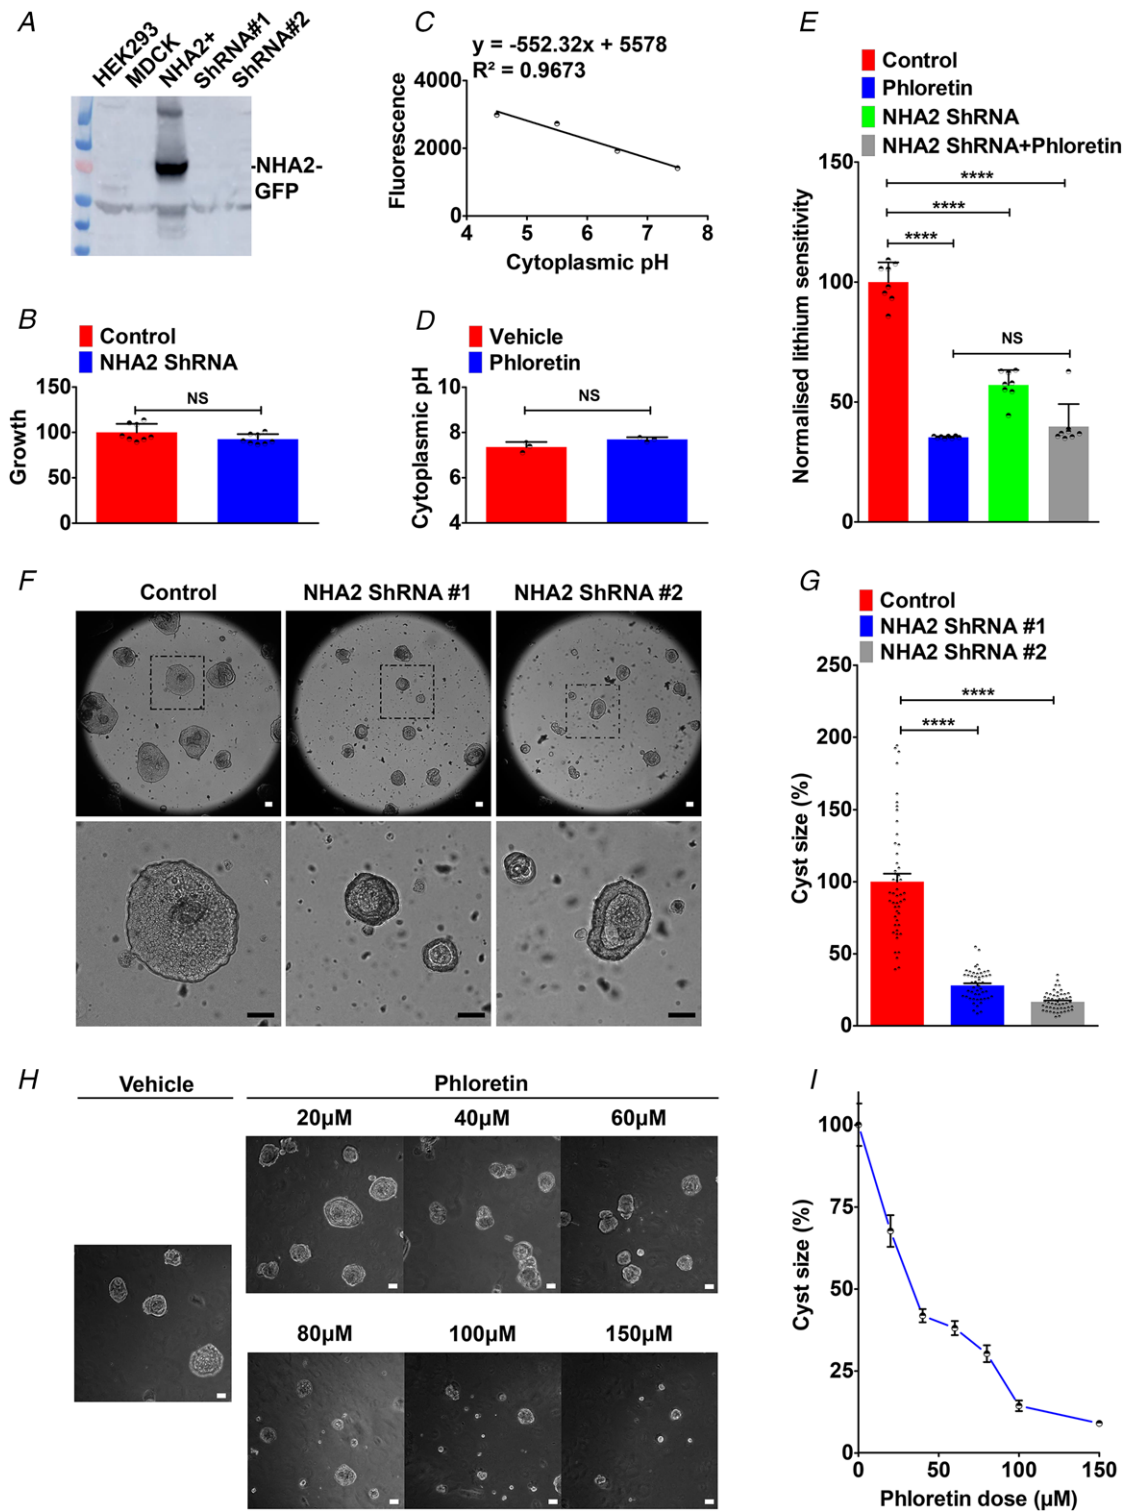 A
HEK293
MDCK
NHA2+
ShRNA#1
ShRNA#2
-NHA2-
GFP
B
Control
NHA2 ShRNA
Growth
150
100
50
0
NS
C
y = -552.32x + 5578
R² = 0.9673
Fluorescence
4000
2000
0
4 5 6 7 8
Cytoplasmic pH
D
Vehicle
Phloretin
Cytoplasmic pH
10
8
6
4
NS
E
Control
Phloretin
NHA2 ShRNA
NHA2 ShRNA+Phloretin
Normalised lithium sensitivity
150
100
50
0
****
****
****
NS
F
Control
NHA2 ShRNA #1
NHA2 ShRNA #2
G
Control
NHA2 ShRNA #1
NHA2 ShRNA #2
Cyst size (%)
250
200
150
100
50
0
****
****
H
Vehicle
Phloretin
20µM
40µM
60µM
80µM
100µM
150µM
I
Cyst size (%)
100
75
50
25
0
0 50 100 150
Phloretin dose (µM)